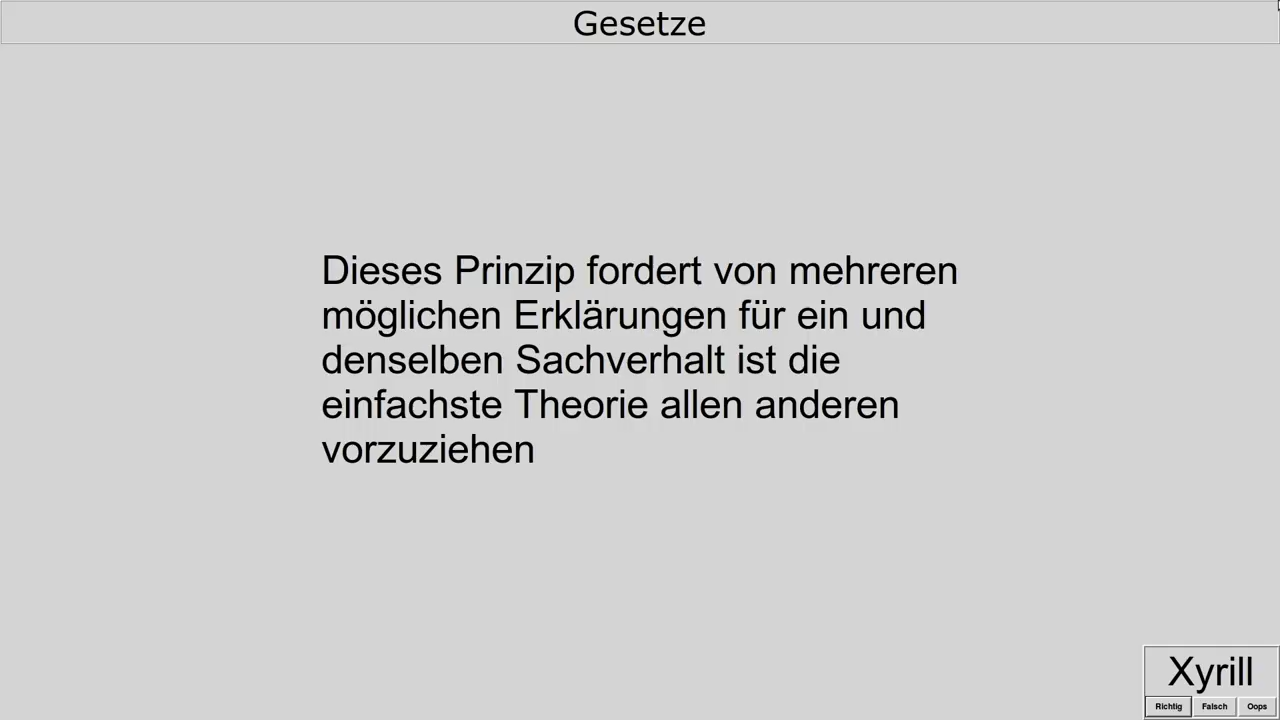 Gesetze
Dieses Prinzip fordert von mehreren
möglichen Erklärungen für ein und
denselben Sachverhalt ist die
einfachste Theorie allen anderen
vorzuziehen
Xyrill
Richtig Falsch Oops